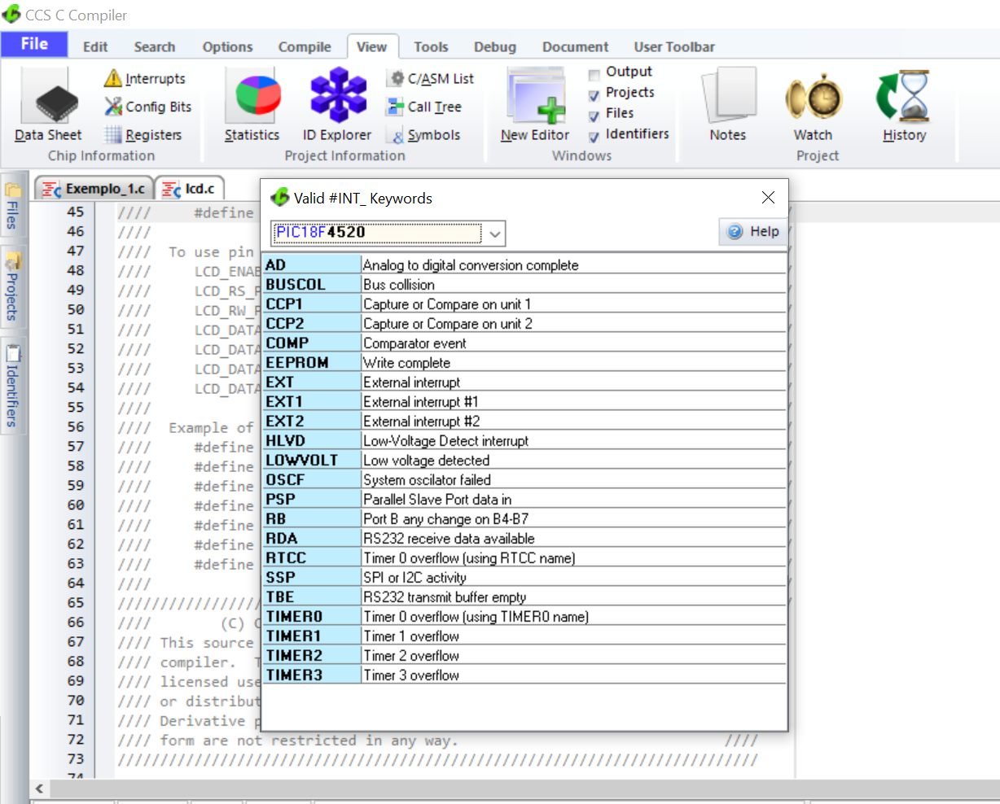 CCS C Compiler
File Edit Search Options Compile View Tools Debug Document User Toolbar
Data Sheet
Interrupts
Config Bits
Registers
Chip Information
Statistics
ID Explorer
C/ASM List
Call Tree
Symbols
Project Information
New Editor
Output
Projects
Files
Identifiers
Windows
Notes
Watch
History
Project
Files
Projects
Identifiers
Exemplo_1.c lcd.c
Valid #INT_ Keywords
PIC18F4520
Help
AD Analog to digital conversion complete
BUSCOL Bus collision
CCP1 Capture or Compare on unit 1
CCP2 Capture or Compare on unit 2
COMP Comparator event
EEPROM Write complete
EXT External interrupt
EXT1 External interrupt #1
EXT2 External interrupt #2
HLVD Low-Voltage Detect interrupt
LOWVOLT Low voltage detected
OSCF System oscilator failed
PSP Parallel Slave Port data in
RB Port B any change on B4-B7
RDA RS232 receive data available
RTCC Timer 0 overflow (using RTCC name)
SSP SPI or I2C activity
TBE RS232 transmit buffer empty
TIMER0 Timer 0 overflow (using TIMER0 name)
TIMER1 Timer 1 overflow
TIMER2 Timer 2 overflow
TIMER3 Timer 3 overflow
45 //// #define
46 ////
47 //// To use pin
48 //// LCD_ENAB
49 //// LCD_RS_P
50 //// LCD_RW_P
51 //// LCD_DATA
52 //// LCD_DATA
53 //// LCD_DATA
54 //// LCD_DATA
55 ////
56 //// Example of
57 //// #define
58 //// #define
59 //// #define
60 //// #define
61 //// #define
62 //// #define
63 //// #define
64 ////
65 /////////////////
66 //// (C) C
67 //// This source
68 //// compiler. T
69 //// licensed use
70 //// or distribut
71 //// Derivative p
72 //// form are not restricted in any way. ////
73 ///////////////////////////////////////////////////////////////////////////
74